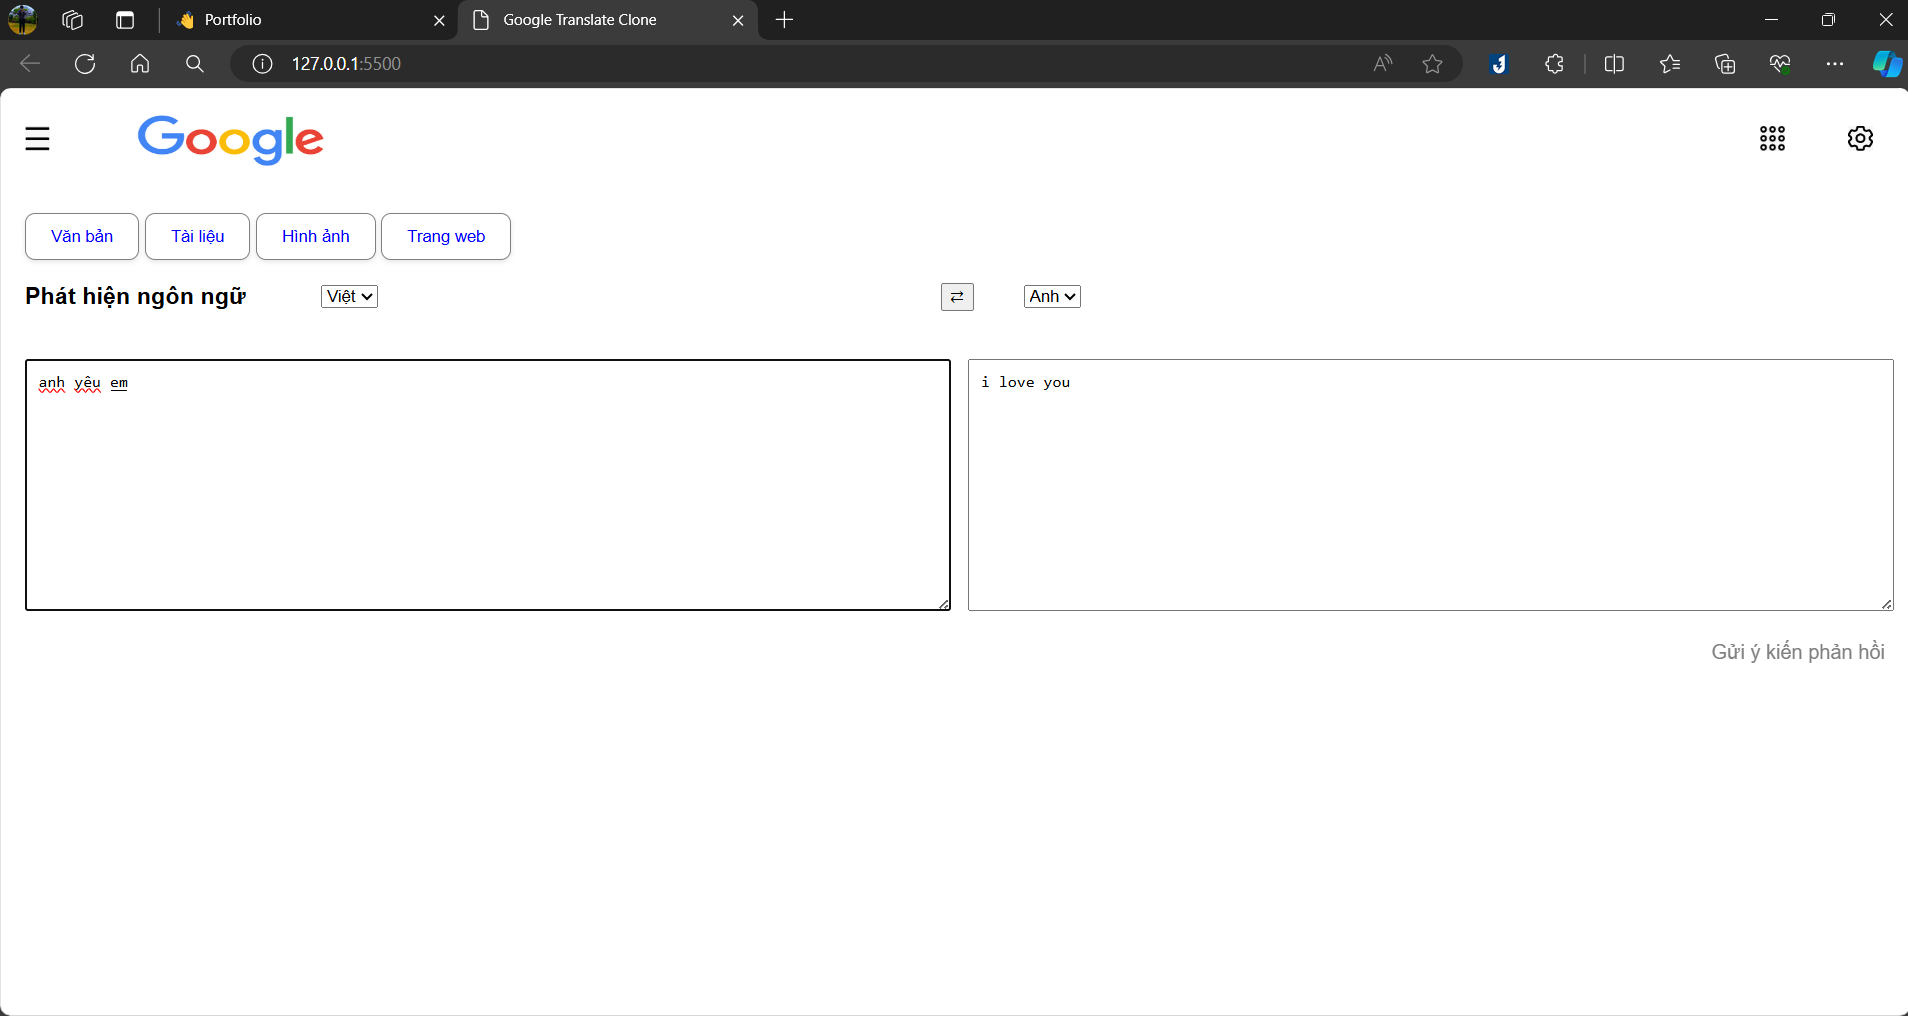 Portfolio
Google Translate Clone
127.0.0.1:5500
Google
Văn bản
Tài liệu
Hình ảnh
Trang web
Phát hiện ngôn ngữ
Việt
Anh
anh yêu em
i love you
Gửi ý kiến phản hồi